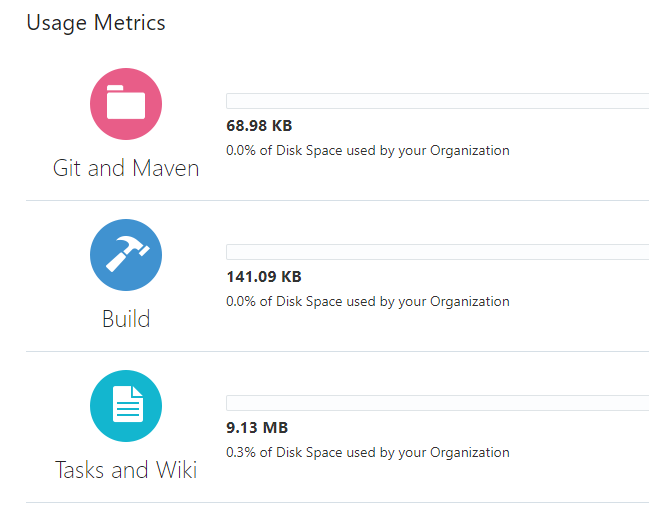 Usage Metrics
68.98 KB
0.0% of Disk Space used by your Organization
Git and Maven
141.09 KB
0.0% of Disk Space used by your Organization
Build
9.13 MB
0.3% of Disk Space used by your Organization
Tasks and Wiki